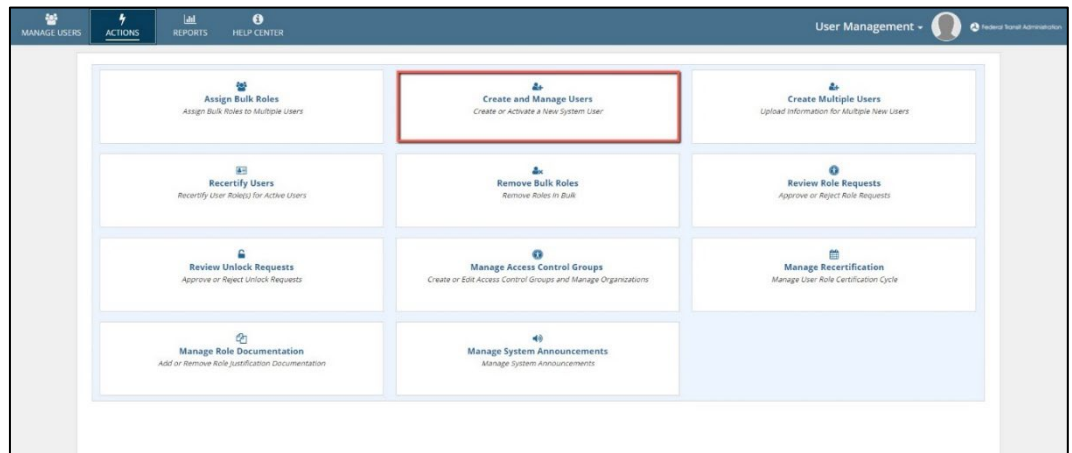 MANAGE USERS
ACTIONS
REPORTS
HELP CENTER
User Management
Federal Transit Administration
Assign Bulk Roles
Assign Bulk Roles to Multiple Users
Create and Manage Users
Create or Activate a New System User
Create Multiple Users
Upload Information for Multiple New Users
Recertify Users
Recertify User Role(s) for Active Users
Remove Bulk Roles
Remove Roles in Bulk
Review Role Requests
Approve or Reject Role Requests
Review Unlock Requests
Approve or Reject Unlock Requests
Manage Access Control Groups
Create or Edit Access Control Groups and Manage Organizations
Manage Recertification
Manage User Role Certification Cycle
Manage Role Documentation
Add or Remove Role Justification Documentation
Manage System Announcements
Manage System Announcements